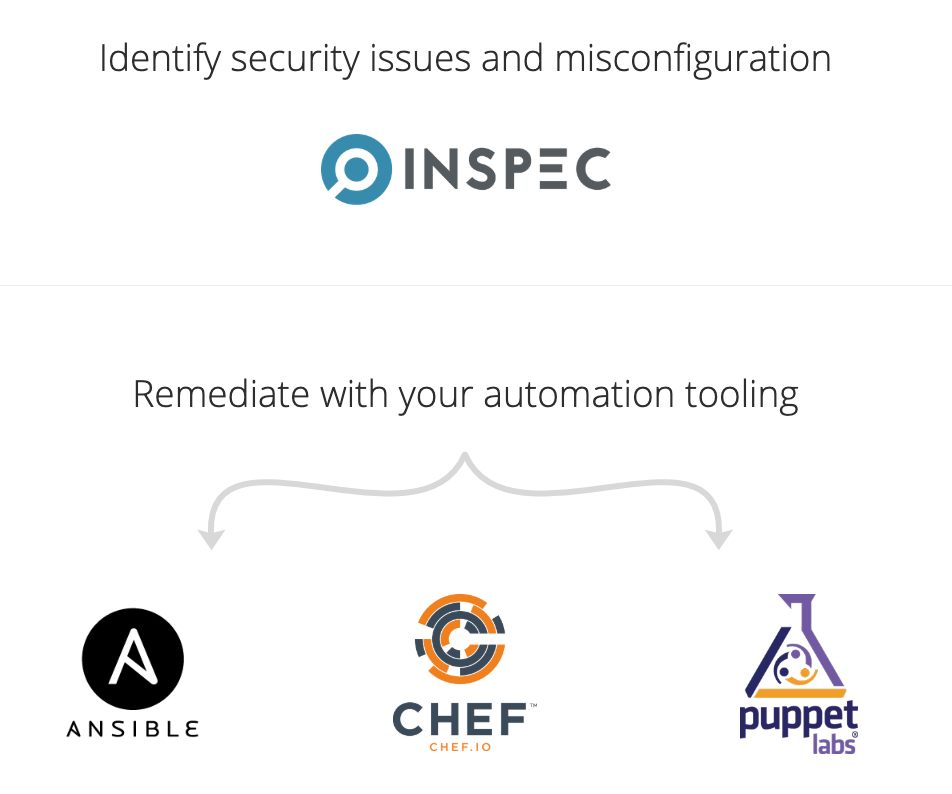 Identify security issues and misconfiguration
INSPEC
Remediate with your automation tooling
ANSIBLE
CHEF™
CHEF.IO
puppet
labs®